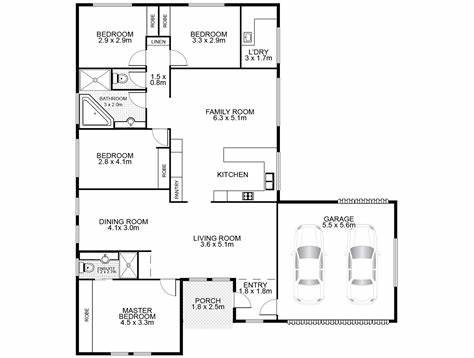 BEDROOM
2.9 x 2.9m
ROBE
ROBE
BEDROOM
3.3 x 2.9m
L'DRY
3 x 1.7m
LINEN
1.5 x
0.8m
BATHROOM
3 x 2.0m
FAMILY ROOM
6.3 x 5.1m
BEDROOM
2.8 x 4.1m
ROBE
PANTRY
KITCHEN
DINING ROOM
4.1x 3.0m
LIVING ROOM
3.6 x 5.1m
GARAGE
5.5 x 5.6m
ENSUITE
ROBE
MASTER
BEDROOM
4.5 x 3.3m
PORCH
1.8 x 2.5m
ENTRY
1.8 x 1.8m